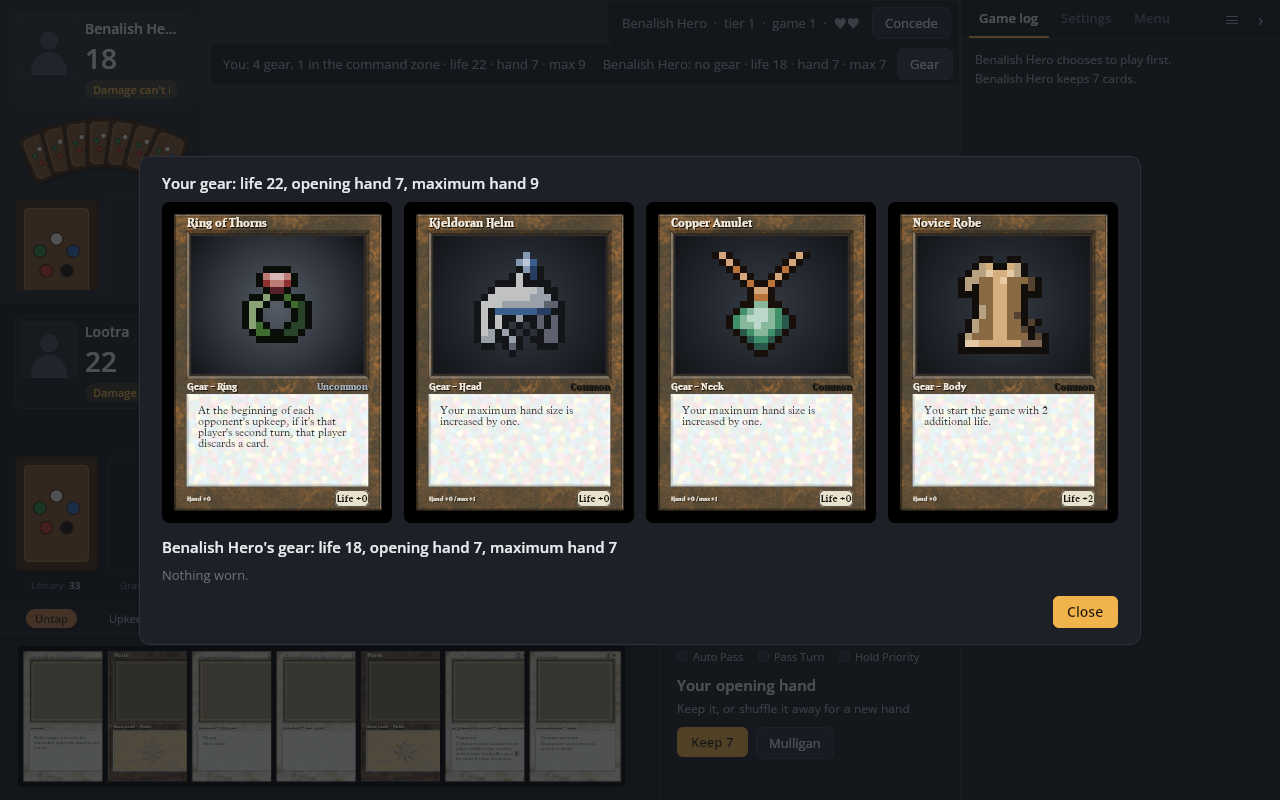 Benalish He...
18
Damage can't l
Benalish Hero · tier 1 · game 1 ·
Concede
You: 4 gear, 1 in the command zone · life 22 · hand 7 · max 9
Benalish Hero: no gear · life 18 · hand 7 · max 7
Gear
Game log
Settings
Menu
Benalish Hero chooses to play first.
Benalish Hero keeps 7 cards.
Lootra
22
Damage
Library 33
Untap
Your gear: life 22, opening hand 7, maximum hand 9
Ring of Thorns
Gear – Ring
Uncommon
At the beginning of each
opponent's upkeep, if it's that
player's second turn, that player
discards a card.
Hand +0
Life +0
Kjeldoran Helm
Gear – Head
Common
Your maximum hand size is
increased by one.
Hand +0 / max +1
Life +0
Copper Amulet
Gear – Neck
Common
Your maximum hand size is
increased by one.
Hand +0 / max +1
Life +0
Novice Robe
Gear – Body
Common
You start the game with 2
additional life.
Hand +0
Life +2
Benalish Hero's gear: life 18, opening hand 7, maximum hand 7
Nothing worn.
Close
Auto Pass
Pass Turn
Hold Priority
Your opening hand
Keep it, or shuffle it away for a new hand
Keep 7
Mulligan